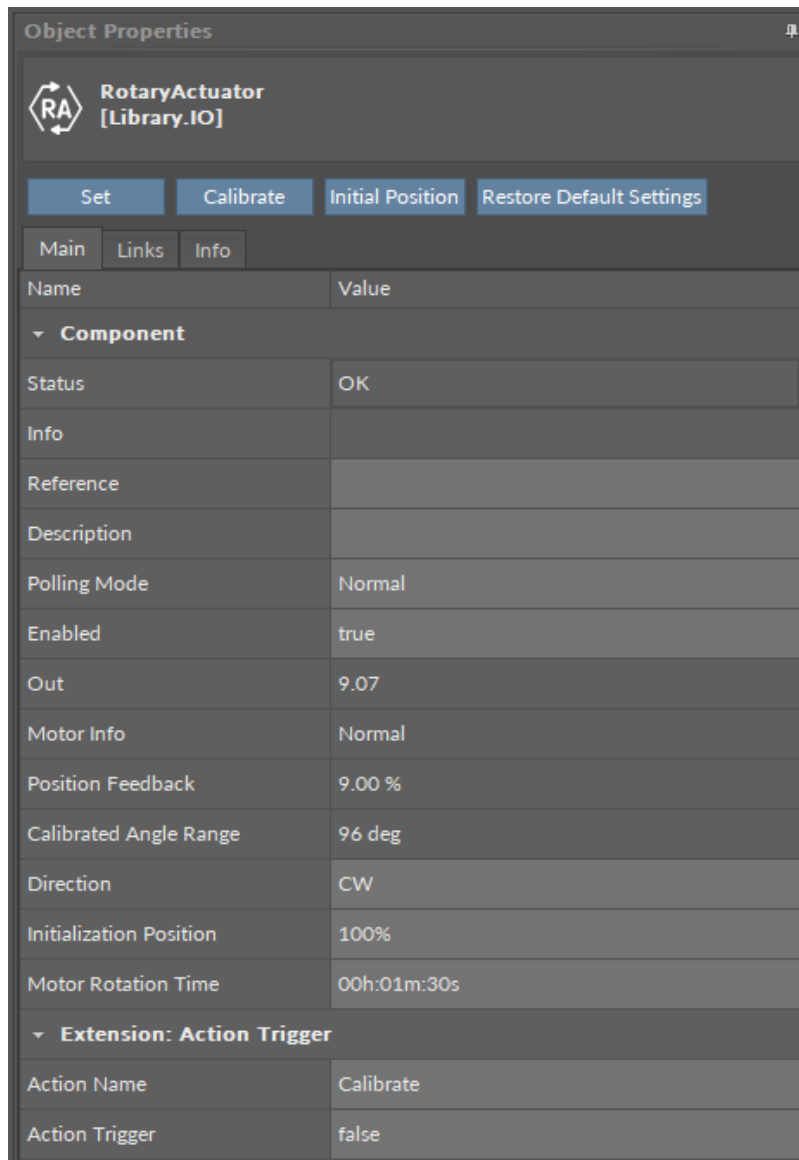 Object Properties
RA
RotaryActuator
[Library.IO]
Set Calibrate Initial Position Restore Default Settings
Main Links Info
Name Value
Component
Status OK
Info
Reference
Description
Polling Mode Normal
Enabled true
Out 9.07
Motor Info Normal
Position Feedback 9.00 %
Calibrated Angle Range 96 deg
Direction CW
Initialization Position 100%
Motor Rotation Time 00h:01m:30s
Extension: Action Trigger
Action Name Calibrate
Action Trigger false